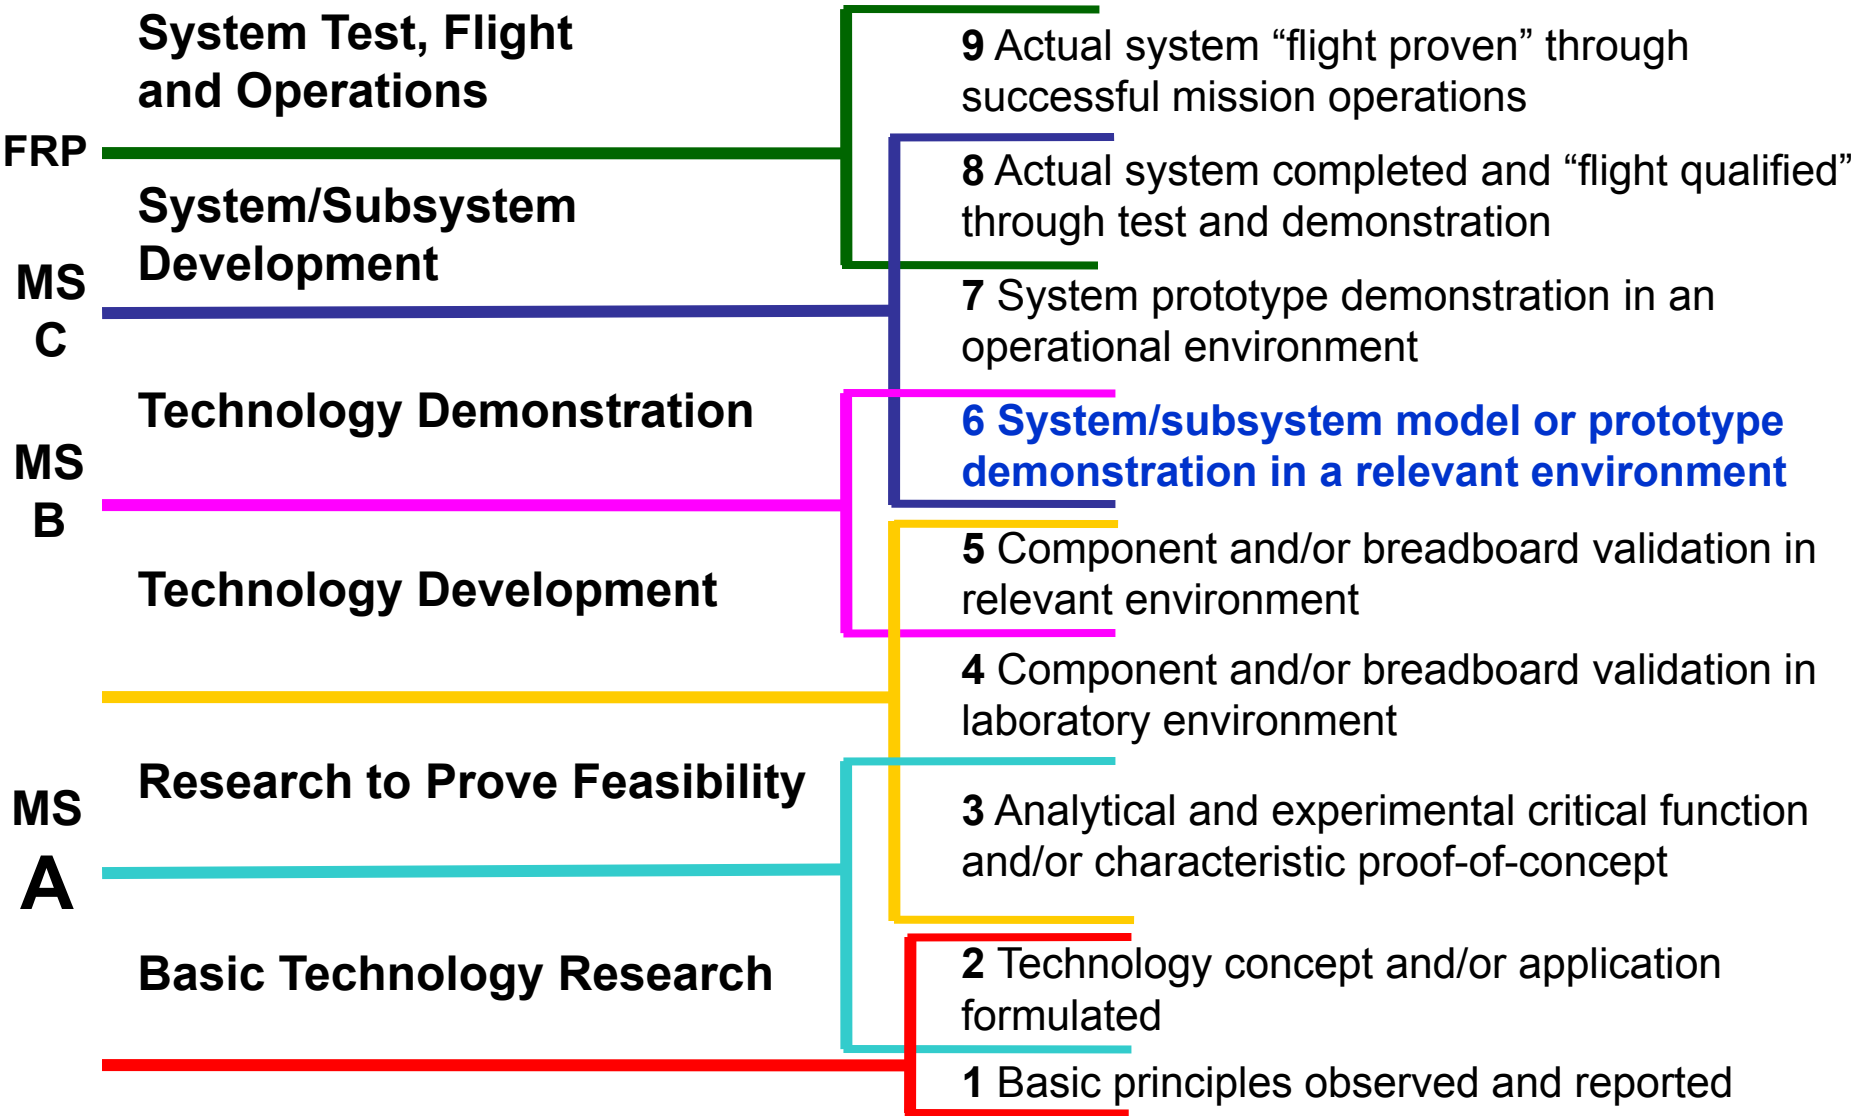 System Test, Flight
and Operations
FRP
System/Subsystem
Development
MS
C
Technology Demonstration
MS
B
Technology Development
Research to Prove Feasibility
MS
A
Basic Technology Research
9 Actual system “flight proven” through
successful mission operations
8 Actual system completed and “flight qualified”
through test and demonstration
7 System prototype demonstration in an
operational environment
6 System/subsystem model or prototype
demonstration in a relevant environment
5 Component and/or breadboard validation in
relevant environment
4 Component and/or breadboard validation in
laboratory environment
3 Analytical and experimental critical function
and/or characteristic proof-of-concept
2 Technology concept and/or application
formulated
1 Basic principles observed and reported